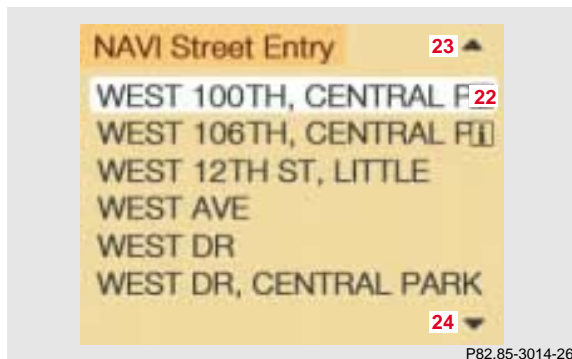 NAVI Street Entry 23
WEST 100TH, CENTRAL P 22
WEST 106TH, CENTRAL P
WEST 12TH ST, LITTLE
WEST AVE
WEST DR
WEST DR, CENTRAL PARK
24
P82.85-3014-26